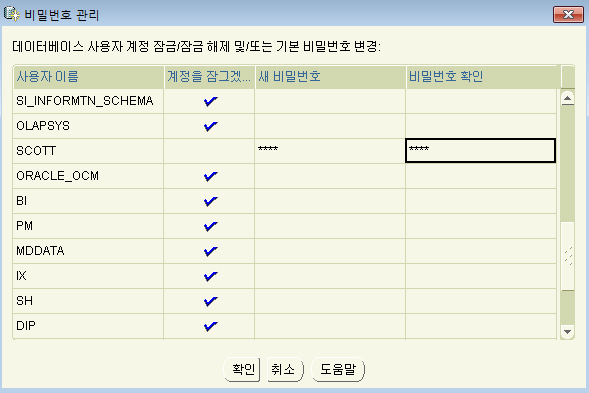 비밀번호 관리
데이터베이스 사용자 계정 잠금/잠금 해제 및/또는 기본 비밀번호 변경:
사용자 이름 계정을 잠그겠... 새 비밀번호 비밀번호 확인
SI_INFORMTN_SCHEMA
OLAPSYS
SCOTT **** ****
ORACLE_OCM
BI
PM
MDDATA
IX
SH
DIP
확인 취소 도움말